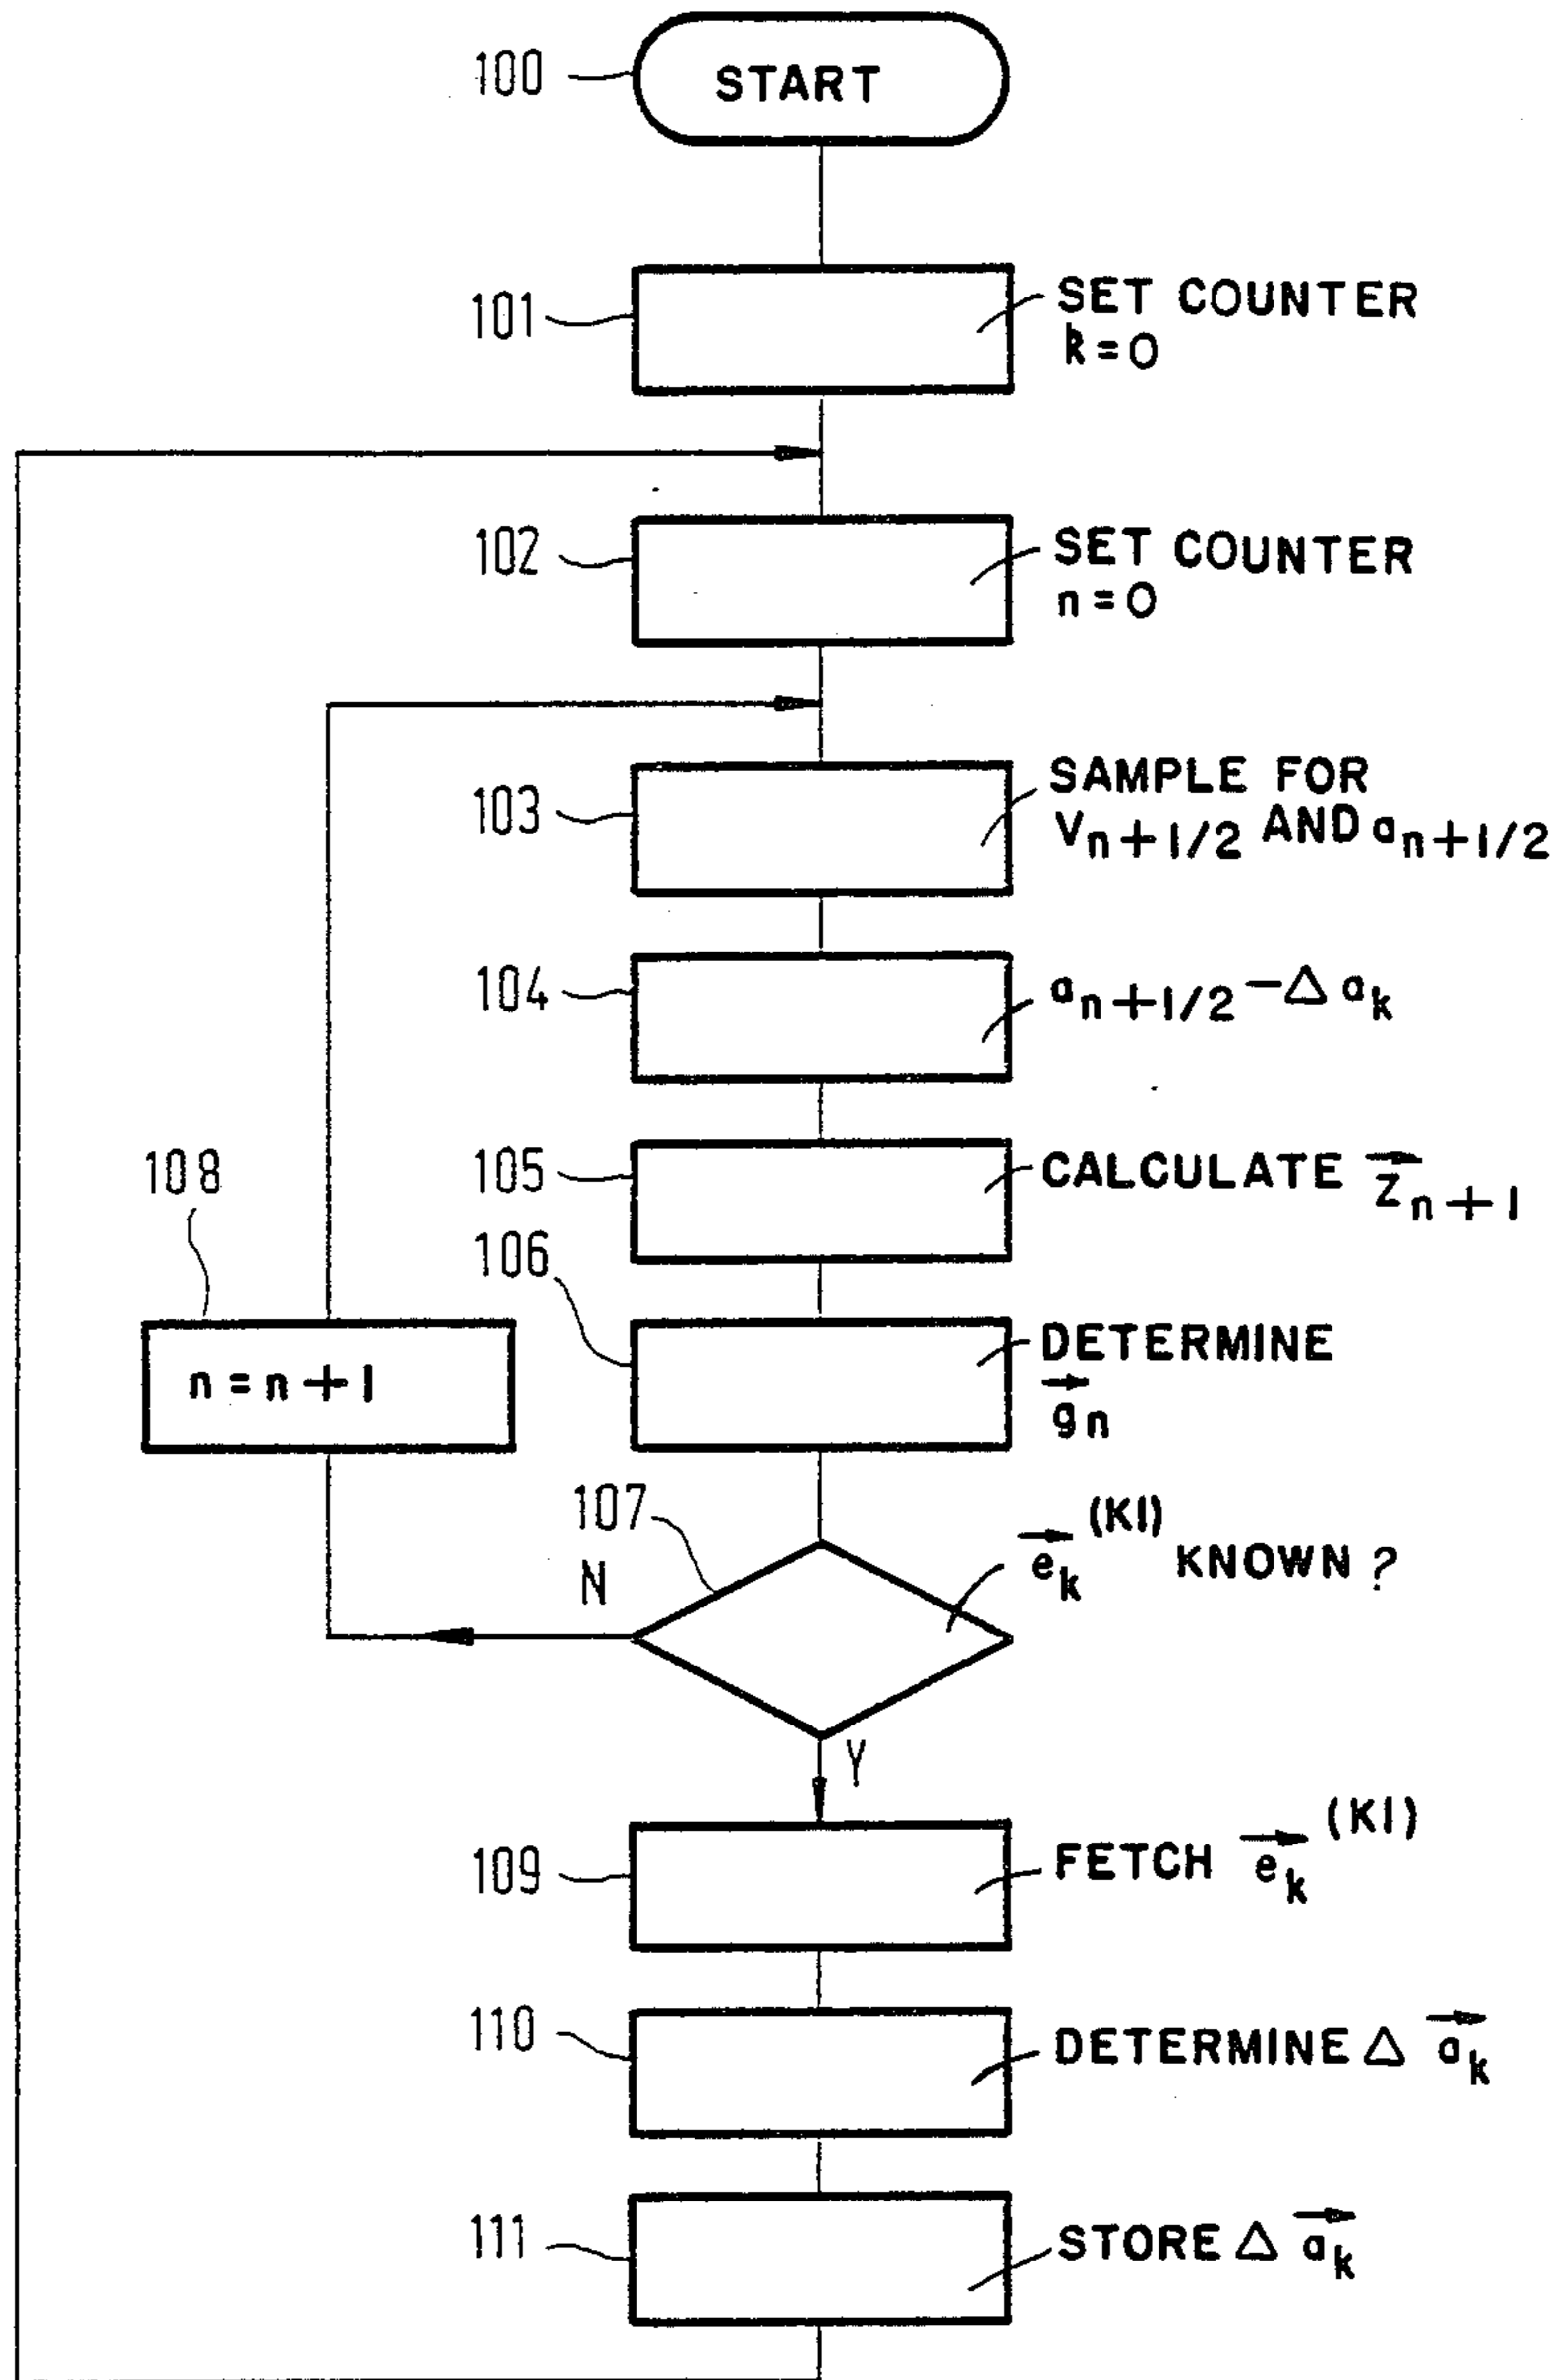 100 START
101 SET COUNTER
k=0
102 SET COUNTER
n=0
103 SAMPLE FOR
Vn+1/2 AND an+1/2
104 an+1/2 -Δ ak
105 CALCULATE →Zn+1
108
106 DETERMINE
→gn
n=n+1
107 →ek(KI) KNOWN?
N
Y
109 FETCH →ek(KI)
110 DETERMINE Δ →ak
111 STORE Δ →ak